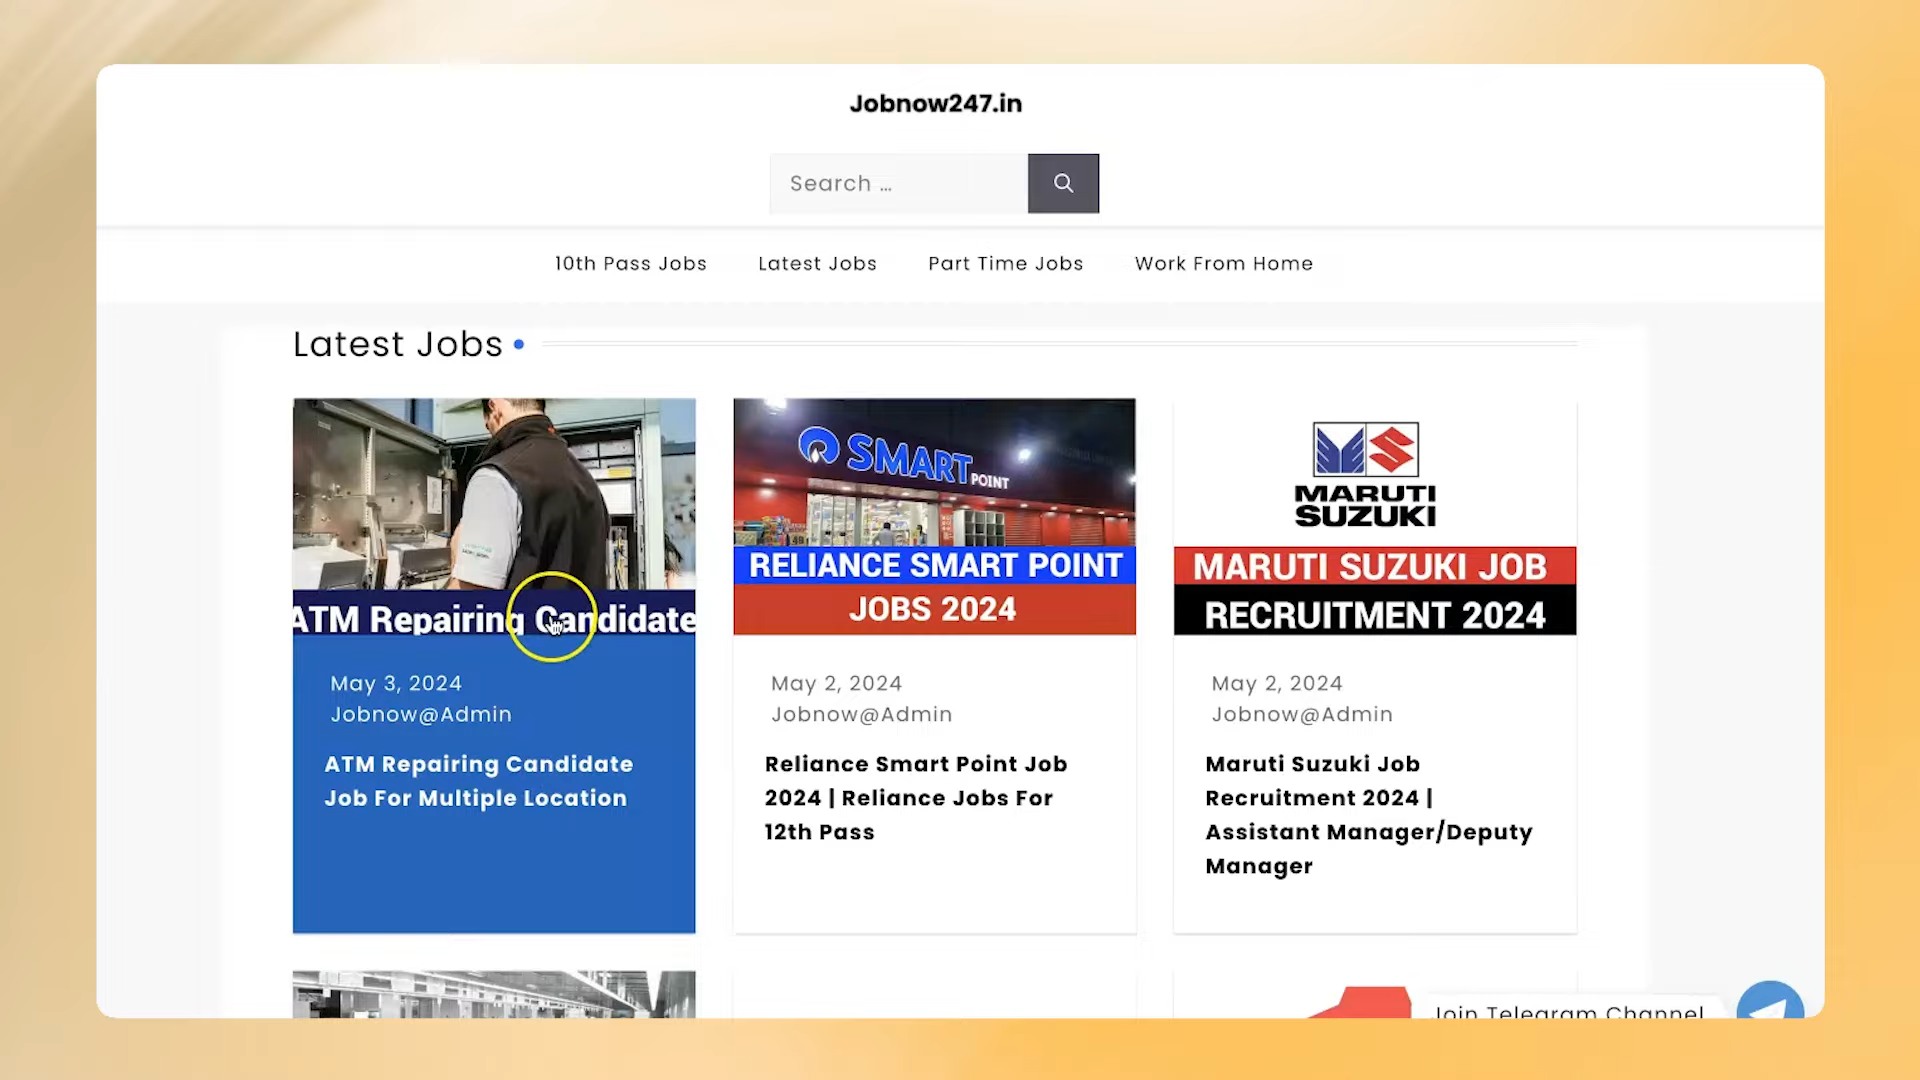 Jobnow247.in
Search ...
10th Pass Jobs Latest Jobs Part Time Jobs Work From Home
Latest Jobs
ATM Repairing Candidate
May 3, 2024
Jobnow@Admin
ATM Repairing Candidate
Job For Multiple Location
SMART POINT
RELIANCE SMART POINT
JOBS 2024
May 2, 2024
Jobnow@Admin
Reliance Smart Point Job
2024 | Reliance Jobs For
12th Pass
MARUTI
SUZUKI
MARUTI SUZUKI JOB
RECRUITMENT 2024
May 2, 2024
Jobnow@Admin
Maruti Suzuki Job
Recruitment 2024 |
Assistant Manager/Deputy
Manager
Join Telegram Channel